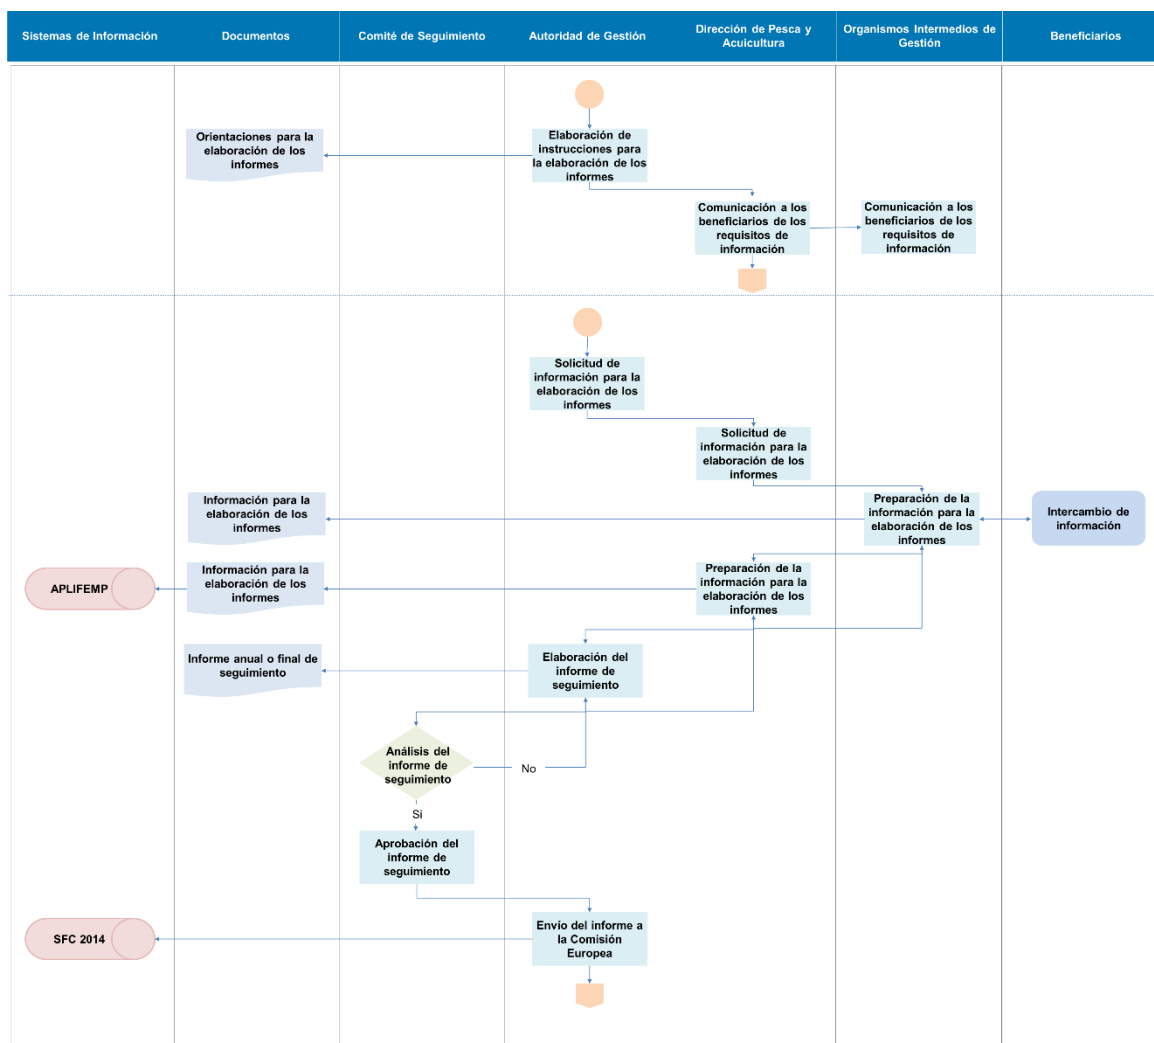 Sistemas de Información
Documentos
Comité de Seguimiento
Autoridad de Gestión
Dirección de Pesca y
Acuicultura
Organismos Intermedios de
Gestión
Beneficiarios
Orientaciones para la
elaboración de los
informes
Elaboración de
instrucciones para
la elaboración de los
informes
Comunicación a los
beneficiarios de los
requisitos de
información
Comunicación a los
beneficiarios de los
requisitos de
información
Solicitud de
información para la
elaboración de los
informes
Solicitud de
información para la
elaboración de los
informes
Información para la
elaboración de los
informes
Preparación de la
información para la
elaboración de los
informes
Intercambio de
información
APLIFEMP
Información para la
elaboración de los
informes
Preparación de la
información para la
elaboración de los
informes
Informe anual o final de
seguimiento
Elaboración del
informe de
seguimiento
Análisis del
informe de
seguimiento
No
Si
Aprobación del
informe de
seguimiento
SFC 2014
Envío del informe a
la Comisión
Europea